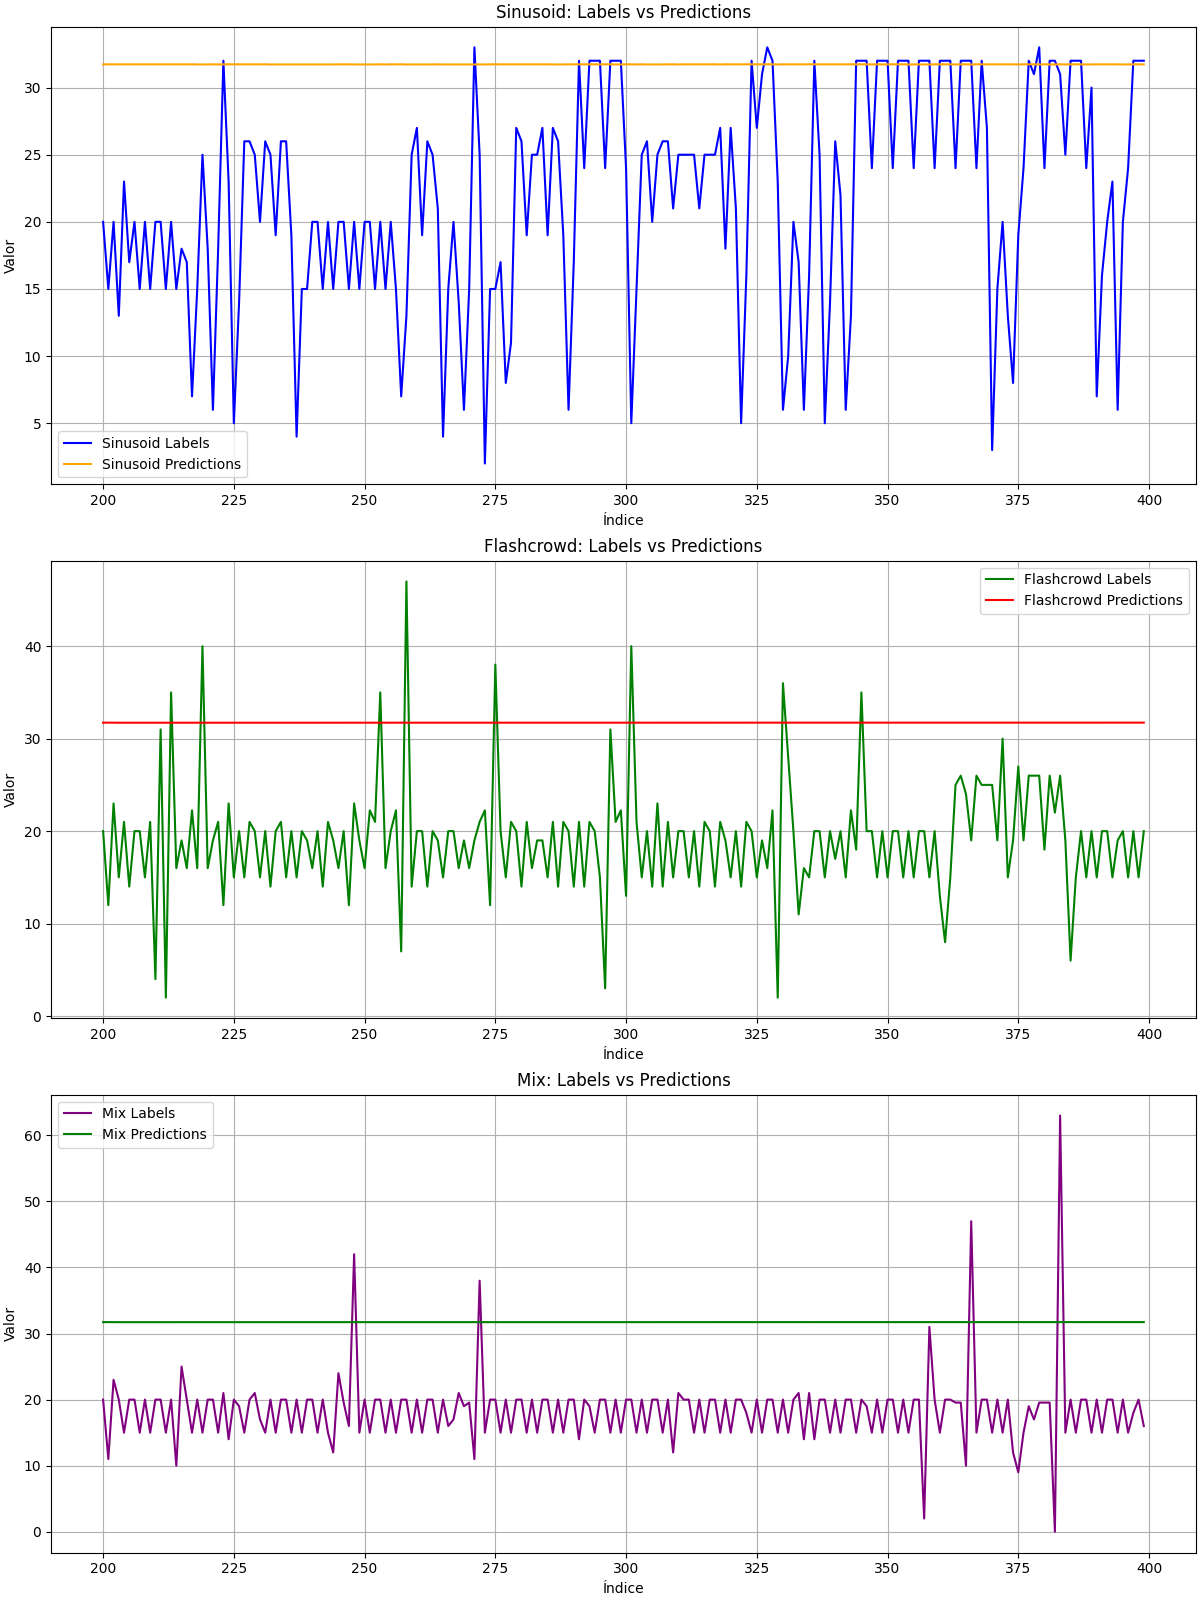 Sinusoid: Labels vs Predictions
Valor
30
25
20
15
10
5
Sinusoid Labels
Sinusoid Predictions
200 225 250 275 300 325 350 375 400
Índice
Flashcrowd: Labels vs Predictions
Valor
Flashcrowd Labels
Flashcrowd Predictions
40
30
20
10
0
200 225 250 275 300 325 350 375 400
Índice
Mix: Labels vs Predictions
Valor
Mix Labels
Mix Predictions
60
50
40
30
20
10
0
200 225 250 275 300 325 350 375 400
Índice